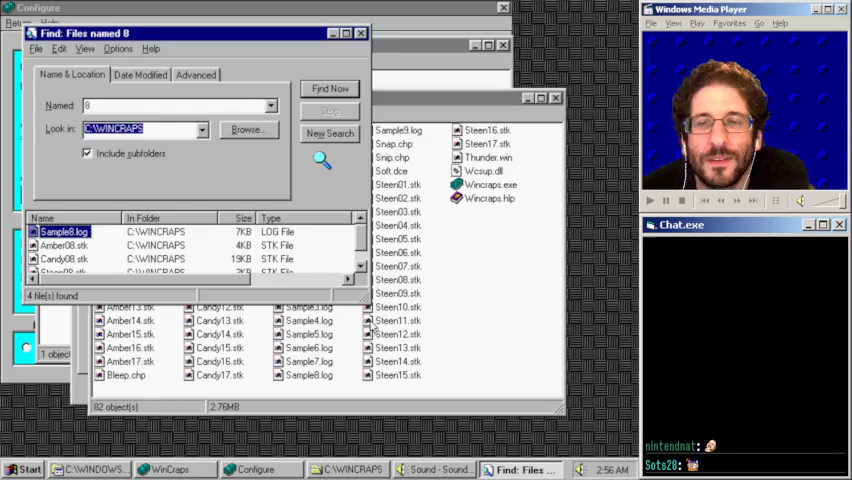 Configure
Return
Find: Files named 8
File Edit View Options Help
Name & Location Date Modified Advanced
Named: 8
Look in: C:\WINCRAPS
Browse...
Include subfolders
Find Now
Stop
New Search
Name In Folder Size Type
Sample8.log C:\WINCRAPS 7KB LOG File
Amber08.stk C:\WINCRAPS 4KB STK File
Candy08.stk C:\WINCRAPS 19KB STK File
Steen08.stk C:\WINCRAPS 3KB STK File
4 file(s) found
Sample9.log Steen16.stk
Snap.chp Steen17.stk
Snip.chp Thunder.win
Soft.dce Wcsup.dll
Steen01.stk Wincraps.exe
Steen02.stk Wincraps.hlp
Steen03.stk
Steen04.stk
Steen05.stk
Steen06.stk
Steen07.stk
Steen08.stk
Steen09.stk
Amber13.stk Candy12.stk Sample3.log Steen10.stk
Amber14.stk Candy13.stk Sample4.log Steen11.stk
Amber15.stk Candy14.stk Sample5.log Steen12.stk
Amber16.stk Candy15.stk Sample6.log Steen13.stk
Amber17.stk Candy16.stk Sample7.log Steen14.stk
Bleep.chp Candy17.stk Sample8.log Steen15.stk
1 object
82 object(s) 2.76MB
Windows Media Player
File View Play Favorites Go Help
Chat.exe
nintendnat:
Sots28:
Start C:\WINDOWS... WinCraps Configure C:\WINCRAPS Sound - Sound... Find: Files ... 2:56 AM